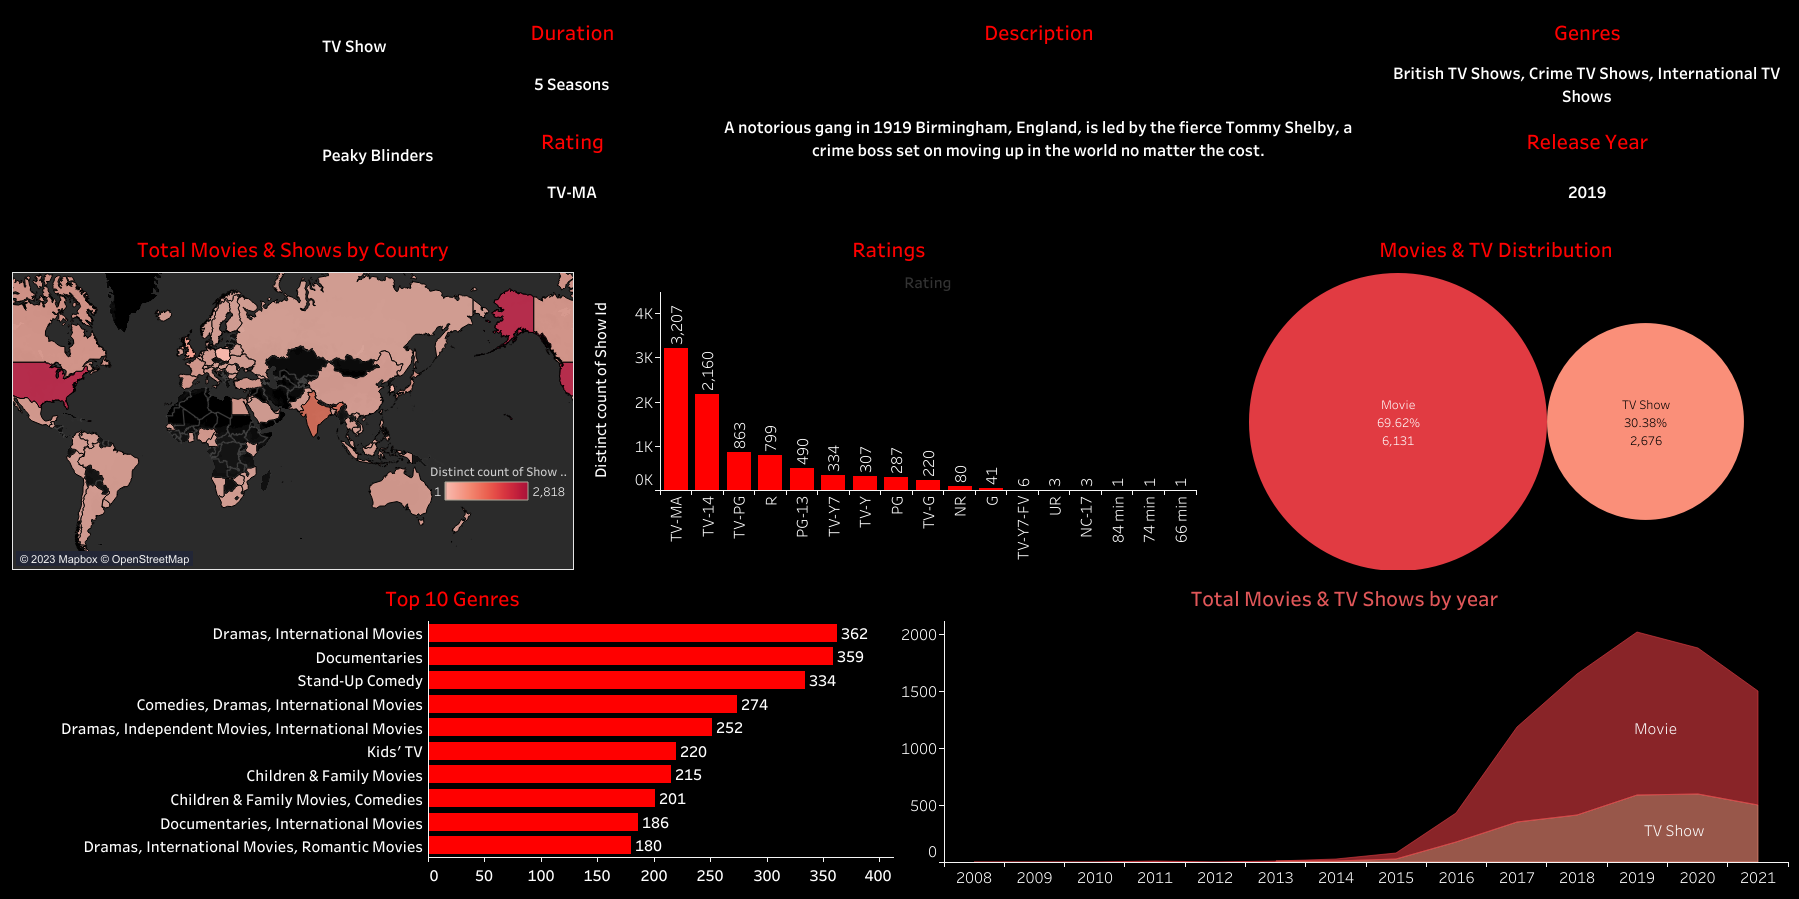 TV Show
Peaky Blinders
Duration
5 Seasons
Rating
TV-MA
Description
A notorious gang in 1919 Birmingham, England, is led by the fierce Tommy Shelby, a
crime boss set on moving up in the world no matter the cost.
Genres
British TV Shows, Crime TV Shows, International TV
Shows
Release Year
2019
Total Movies & Shows by Country
Distinct count of Show ..
1 2,818
© 2023 Mapbox © OpenStreetMap
Ratings
Rating
Distinct count of Show Id
4K
3K
2K
1K
0K
3,207
2,160
863
799
490
334
307
287
220
80
41
6
3
3
1
1
1
TV-MA
TV-14
TV-PG
R
PG-13
TV-Y7
TV-Y
PG
TV-G
NR
G
TV-Y7-FV
UR
NC-17
84 min
74 min
66 min
Movies & TV Distribution
Movie
69.62%
6,131
TV Show
30.38%
2,676
Top 10 Genres
Dramas, International Movies 362
Documentaries 359
Stand-Up Comedy 334
Comedies, Dramas, International Movies 274
Dramas, Independent Movies, International Movies 252
Kids' TV 220
Children & Family Movies 215
Children & Family Movies, Comedies 201
Documentaries, International Movies 186
Dramas, International Movies, Romantic Movies 180
0 50 100 150 200 250 300 350 400
Total Movies & TV Shows by year
2000
1500
1000
500
0
Movie
TV Show
2008 2009 2010 2011 2012 2013 2014 2015 2016 2017 2018 2019 2020 2021